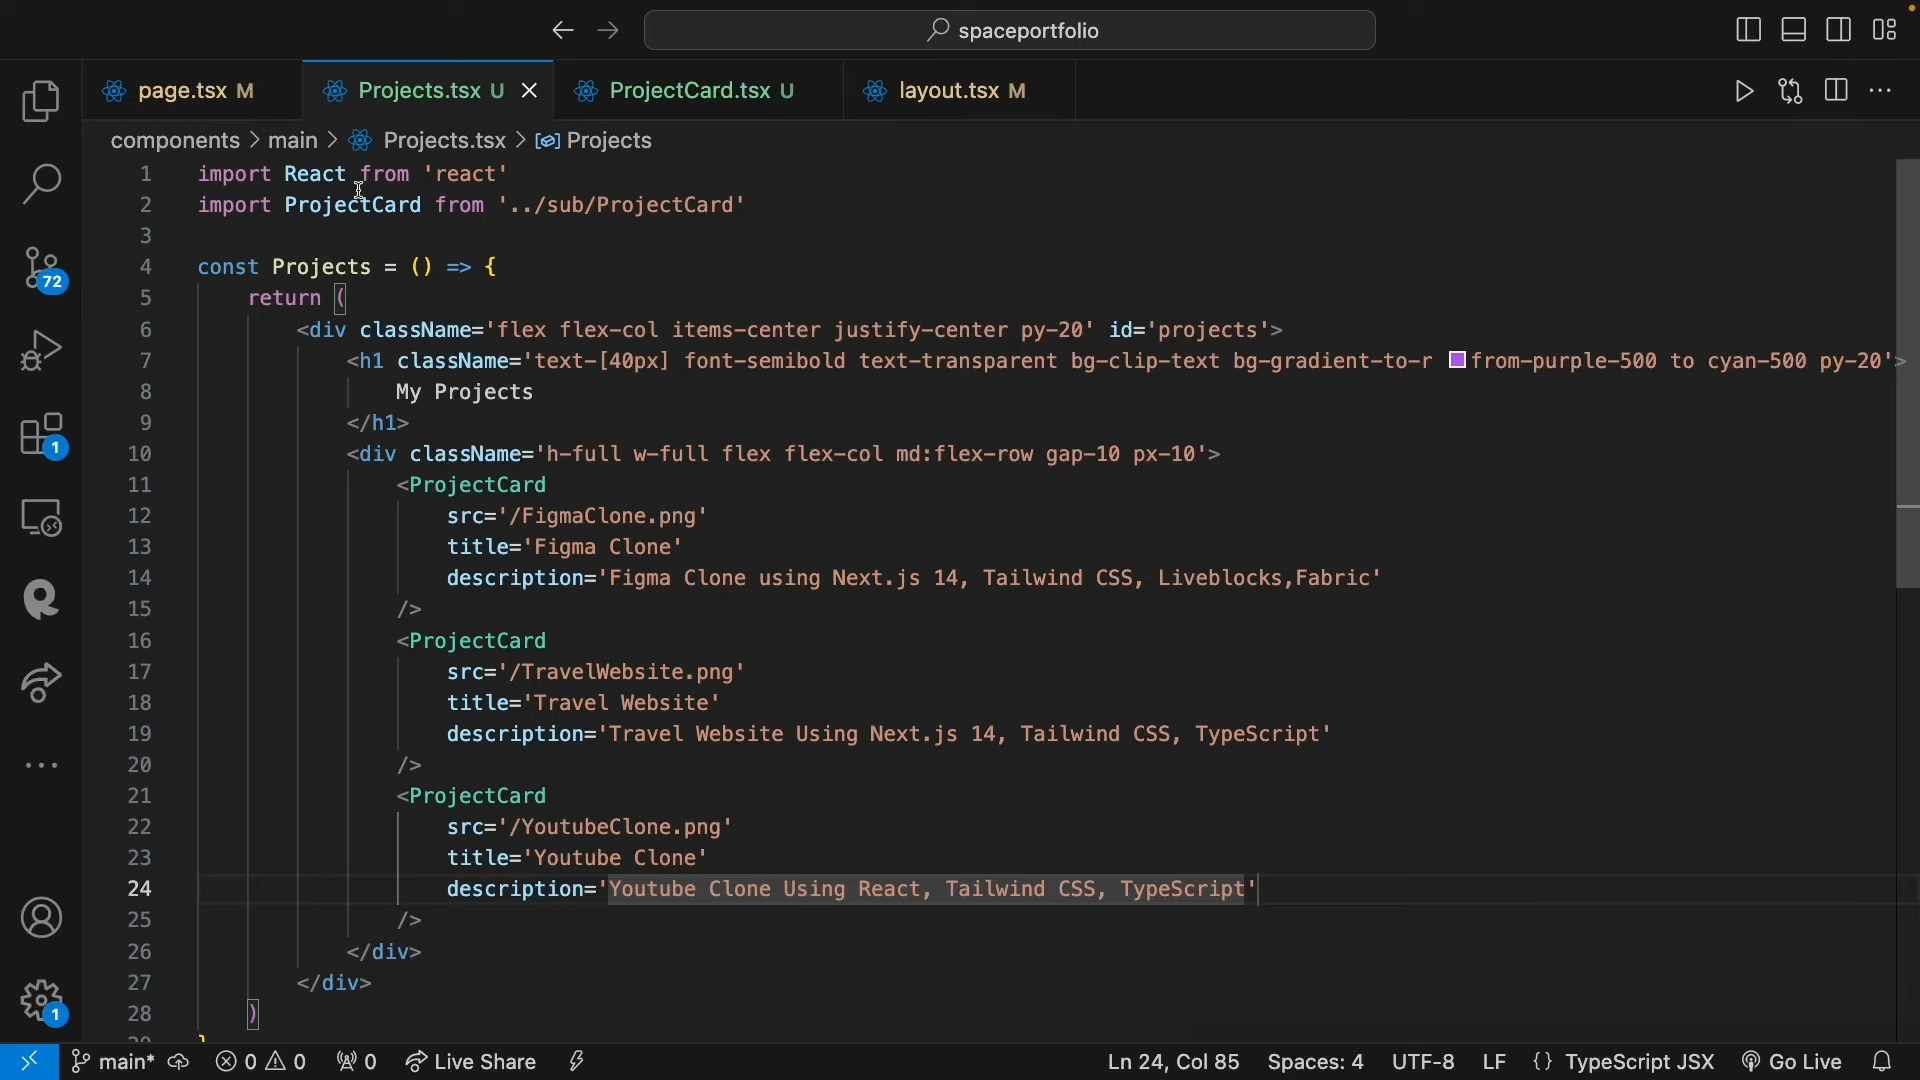 spaceportfolio
page.tsx M
Projects.tsx U
ProjectCard.tsx U
layout.tsx M
components > main > Projects.tsx > Projects
1 import React from 'react'
2 import ProjectCard from '../sub/ProjectCard'
3
4 const Projects = () => {
5 return (
6 <div className='flex flex-col items-center justify-center py-20' id='projects'>
7 <h1 className='text-[40px] font-semibold text-transparent bg-clip-text bg-gradient-to-r from-purple-500 to cyan-500 py-20'>
8 My Projects
9 </h1>
10 <div className='h-full w-full flex flex-col md:flex-row gap-10 px-10'>
11 <ProjectCard
12 src='/FigmaClone.png'
13 title='Figma Clone'
14 description='Figma Clone using Next.js 14, Tailwind CSS, Liveblocks,Fabric'
15 />
16 <ProjectCard
17 src='/TravelWebsite.png'
18 title='Travel Website'
19 description='Travel Website Using Next.js 14, Tailwind CSS, TypeScript'
20 />
21 <ProjectCard
22 src='/YoutubeClone.png'
23 title='Youtube Clone'
24 description='Youtube Clone Using React, Tailwind CSS, TypeScript'
25 />
26 </div>
27 </div>
28 )
72
1
1
main* 0 0 0 Live Share Ln 24, Col 85 Spaces: 4 UTF-8 LF {} TypeScript JSX Go Live